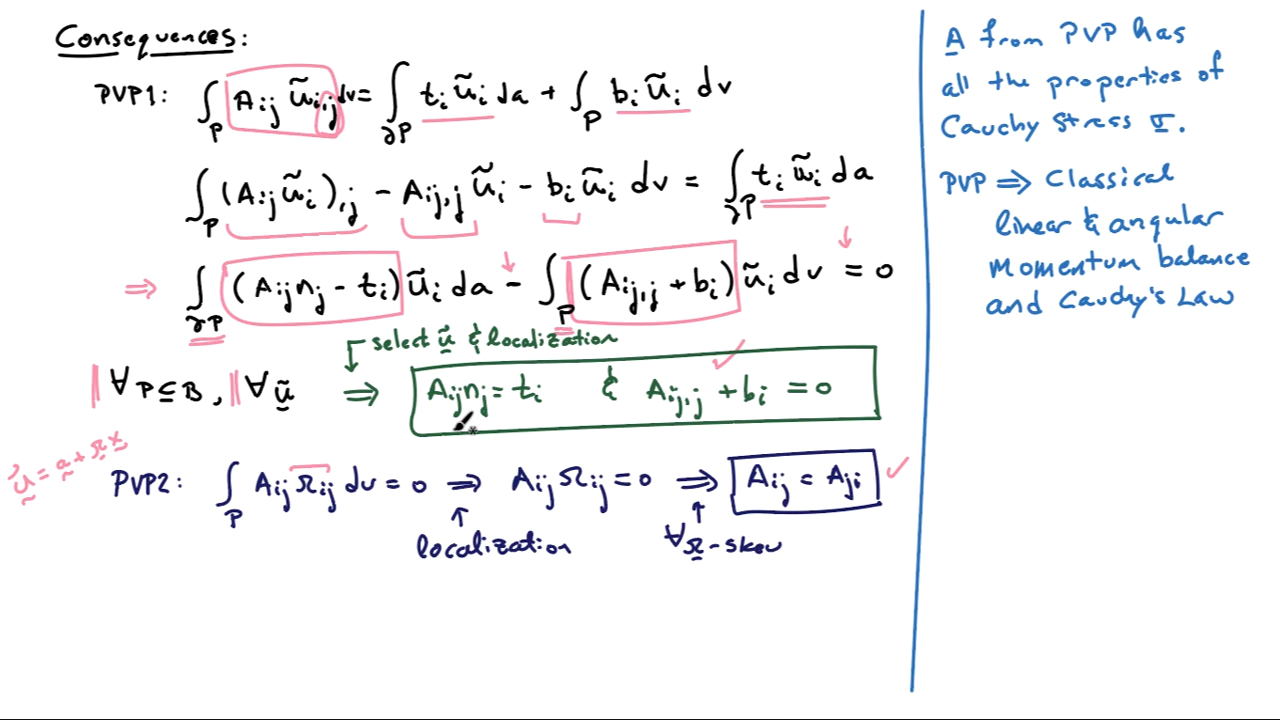 Consequences:
PVP1: ∫_P A_ij ũ_i,j dv = ∫_∂P t_i ũ_i da + ∫_P b_i ũ_i dv
∫_P (A_ij ũ_i),j - A_ij,j ũ_i - b_i ũ_i dv = ∫_∂P t_i ũ_i da
⇒ ∫_∂P (A_ij n_j - t_i) ũ_i da - ∫_P (A_ij,j + b_i) ũ_i dv = 0
select ũ & localization
∀ P ⊆ B, ∀ ũ ⇒ A_ij n_j = t_i & A_ij,j + b_i = 0 ✓
ũ = a + Ω x
PVP2: ∫_P A_ij Ω_ij dv = 0 ⇒ A_ij Ω_ij = 0 ⇒ A_ij = A_ji ✓
↑ localization ↑ ∀ Ω - skew
A from PVP has
all the properties of
Cauchy Stress σ.
PVP ⇒ Classical
linear & angular
Momentum balance
and Cauchy's Law